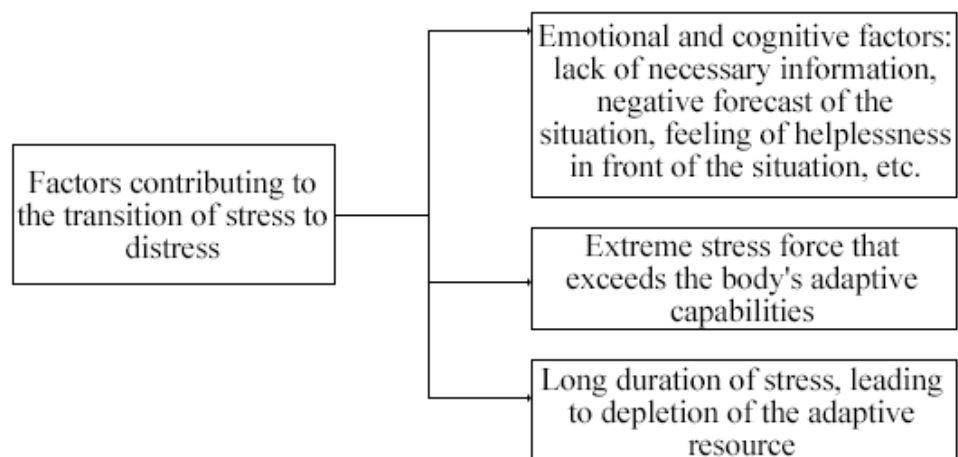 Factors contributing to
the transition of stress to
distress
Emotional and cognitive factors:
lack of necessary information,
negative forecast of the
situation, feeling of helplessness
in front of the situation, etc.
Extreme stress force that
exceeds the body's adaptive
capabilities
Long duration of stress, leading
to depletion of the adaptive
resource